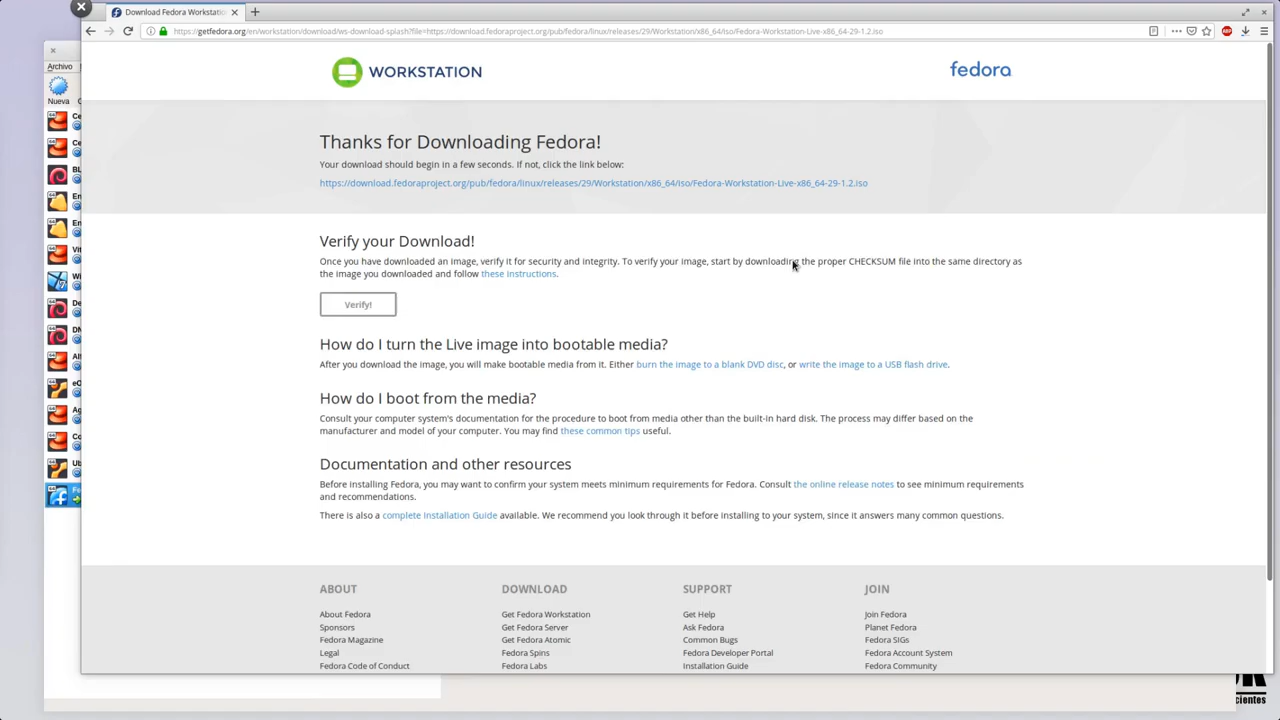 Download Fedora Workstatio
https://getfedora.org/en/workstation/download/ws-download-splash?file=https://download.fedoraproject.org/pub/fedora/linux/releases/29/Workstation/x86_64/iso/Fedora-Workstation-Live-x86_64-29-1.2.iso
ABP
Archivo
Nueva
WORKSTATION
fedora
Thanks for Downloading Fedora!
Your download should begin in a few seconds. If not, click the link below:
https://download.fedoraproject.org/pub/fedora/linux/releases/29/Workstation/x86_64/iso/Fedora-Workstation-Live-x86_64-29-1.2.iso
Verify your Download!
Once you have downloaded an image, verify it for security and integrity. To verify your image, start by downloading the proper CHECKSUM file into the same directory as
the image you downloaded and follow these instructions.
Verify!
How do I turn the Live image into bootable media?
After you download the image, you will make bootable media from it. Either burn the image to a blank DVD disc, or write the image to a USB flash drive.
How do I boot from the media?
Consult your computer system's documentation for the procedure to boot from media other than the built-in hard disk. The process may differ based on the
manufacturer and model of your computer. You may find these common tips useful.
Documentation and other resources
Before installing Fedora, you may want to confirm your system meets minimum requirements for Fedora. Consult the online release notes to see minimum requirements
and recommendations.
There is also a complete Installation Guide available. We recommend you look through it before installing to your system, since it answers many common questions.
ABOUT
About Fedora
Sponsors
Fedora Magazine
Legal
Fedora Code of Conduct
DOWNLOAD
Get Fedora Workstation
Get Fedora Server
Get Fedora Atomic
Fedora Spins
Fedora Labs
SUPPORT
Get Help
Ask Fedora
Common Bugs
Fedora Developer Portal
Installation Guide
JOIN
Join Fedora
Planet Fedora
Fedora SIGs
Fedora Account System
Fedora Community
cientes